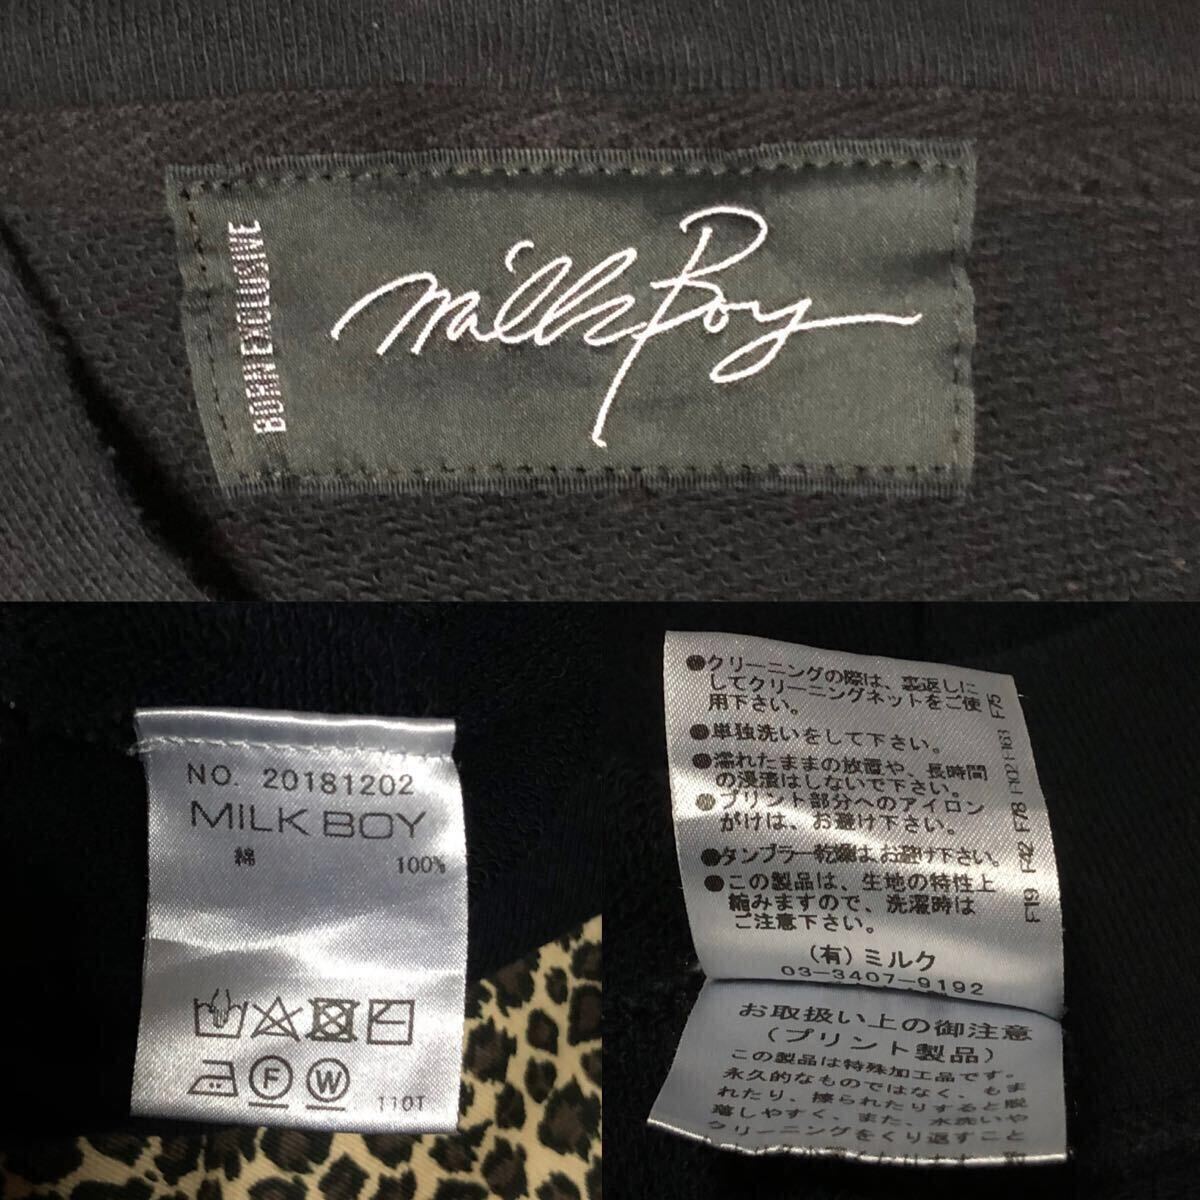 BORN EXCLUSIVE
milk Boy
NO. 20181202
MILK BOY
綿 100%
F W 110T
●クリーニングの際は、裏返しに
してクリーニングネットをご使
用下さい。
●単独洗いをして下さい。
●濡れたままの放置や、長時間
の浸漬はしないで下さい。
●プリント部分へのアイロン
がけは、お避け下さい。
●タンブラー乾燥はお避け下さい。
●この製品は、生地の特性上
縮みますので、洗濯時は
ご注意下さい。
(有)ミルク
03-3407-9192
F19 F42 F78 F102 F163 F75
お取扱い上の御注意
(プリント製品)
この製品は特殊加工品です。
永久的なものではなく、もま
れたり、擦られたりすると脱
落しやすく、また、水洗いや
クリーニングをくり返すこと